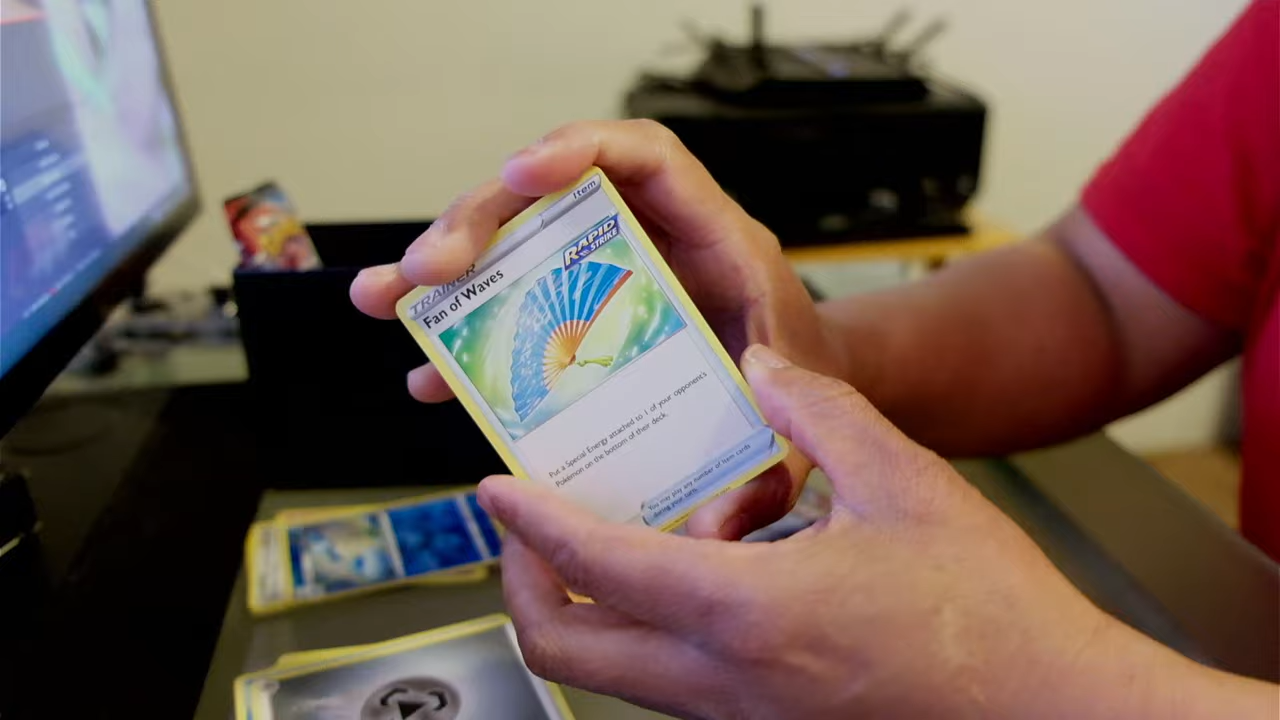 Item
TRAINER
RAPID
STRIKE
Fan of Waves
Put a Special Energy attached to 1 of your opponent's
Pokémon on the bottom of their deck.
You may play any number of Item cards
during your turn.